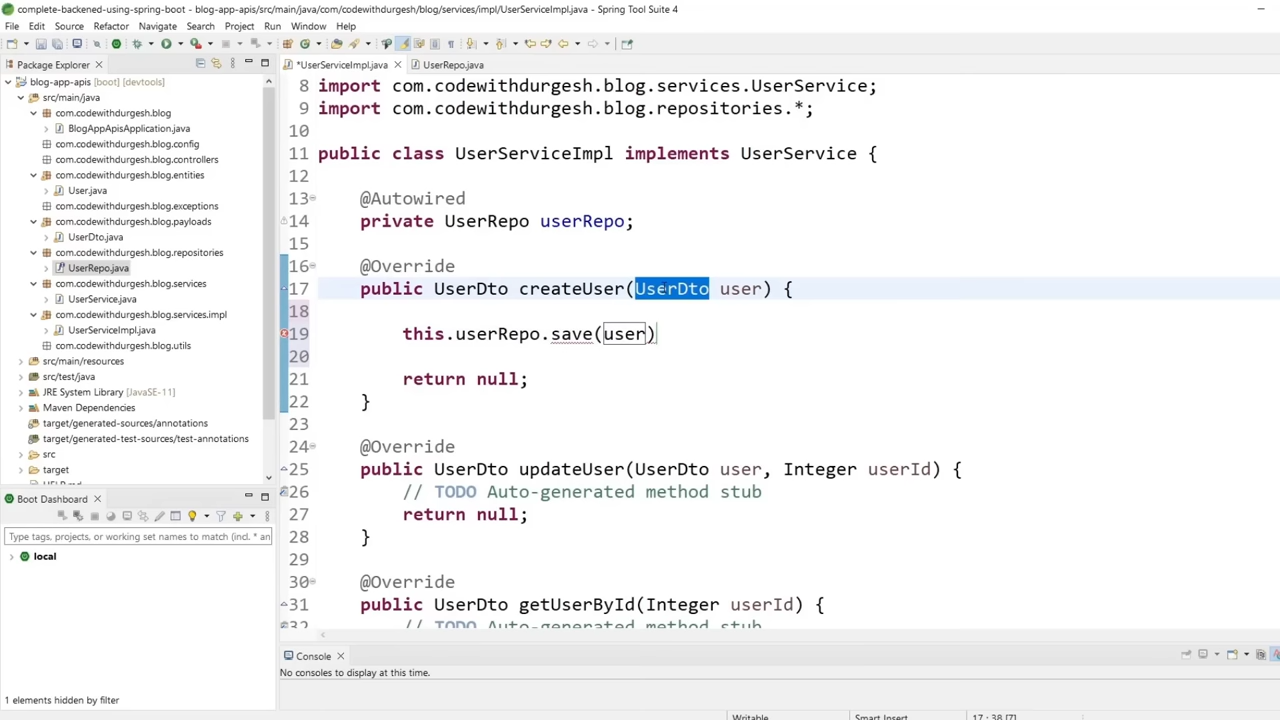 complete-backened-using-spring-boot - blog-app-apis/src/main/java/com/codewithdurgesh/blog/services/impl/UserServiceImpl.java - Spring Tool Suite 4
File Edit Source Refactor Navigate Search Project Run Window Help
Package Explorer
blog-app-apis [boot] [devtools]
src/main/java
com.codewithdurgesh.blog
BlogAppApisApplication.java
com.codewithdurgesh.blog.config
com.codewithdurgesh.blog.controllers
com.codewithdurgesh.blog.entities
User.java
com.codewithdurgesh.blog.exceptions
com.codewithdurgesh.blog.payloads
UserDto.java
com.codewithdurgesh.blog.repositories
UserRepo.java
com.codewithdurgesh.blog.services
UserService.java
com.codewithdurgesh.blog.services.impl
UserServiceImpl.java
com.codewithdurgesh.blog.utils
src/main/resources
src/test/java
JRE System Library [JavaSE-11]
Maven Dependencies
target/generated-sources/annotations
target/generated-test-sources/test-annotations
src
target
Boot Dashboard
Type tags, projects, or working set names to match (incl. * an
local
1 elements hidden by filter
*UserServiceImpl.java UserRepo.java
8 import com.codewithdurgesh.blog.services.UserService;
9 import com.codewithdurgesh.blog.repositories.*;
10
11 public class UserServiceImpl implements UserService {
12
13 @Autowired
14 private UserRepo userRepo;
15
16 @Override
17 public UserDto createUser(UserDto user) {
18
19 this.userRepo.save(user)
20
21 return null;
22 }
23
24 @Override
25 public UserDto updateUser(UserDto user, Integer userId) {
26 // TODO Auto-generated method stub
27 return null;
28 }
29
30 @Override
31 public UserDto getUserById(Integer userId) {
32 // TODO Auto-generated method stub
Console
No consoles to display at this time.
Writable Smart Insert 17 : 38 [7]